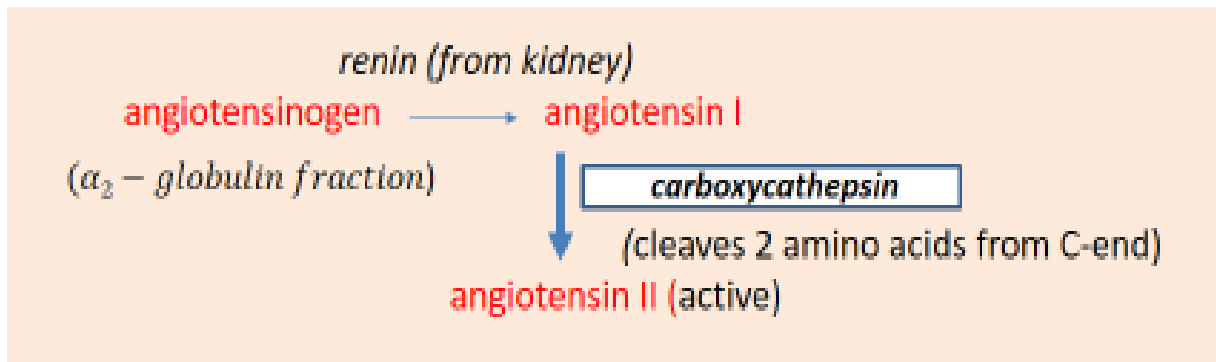 renin (from kidney)
angiotensinogen angiotensin I
(α₂ − globulin fraction)
carboxycathepsin
(cleaves 2 amino acids from C-end)
angiotensin II (active)